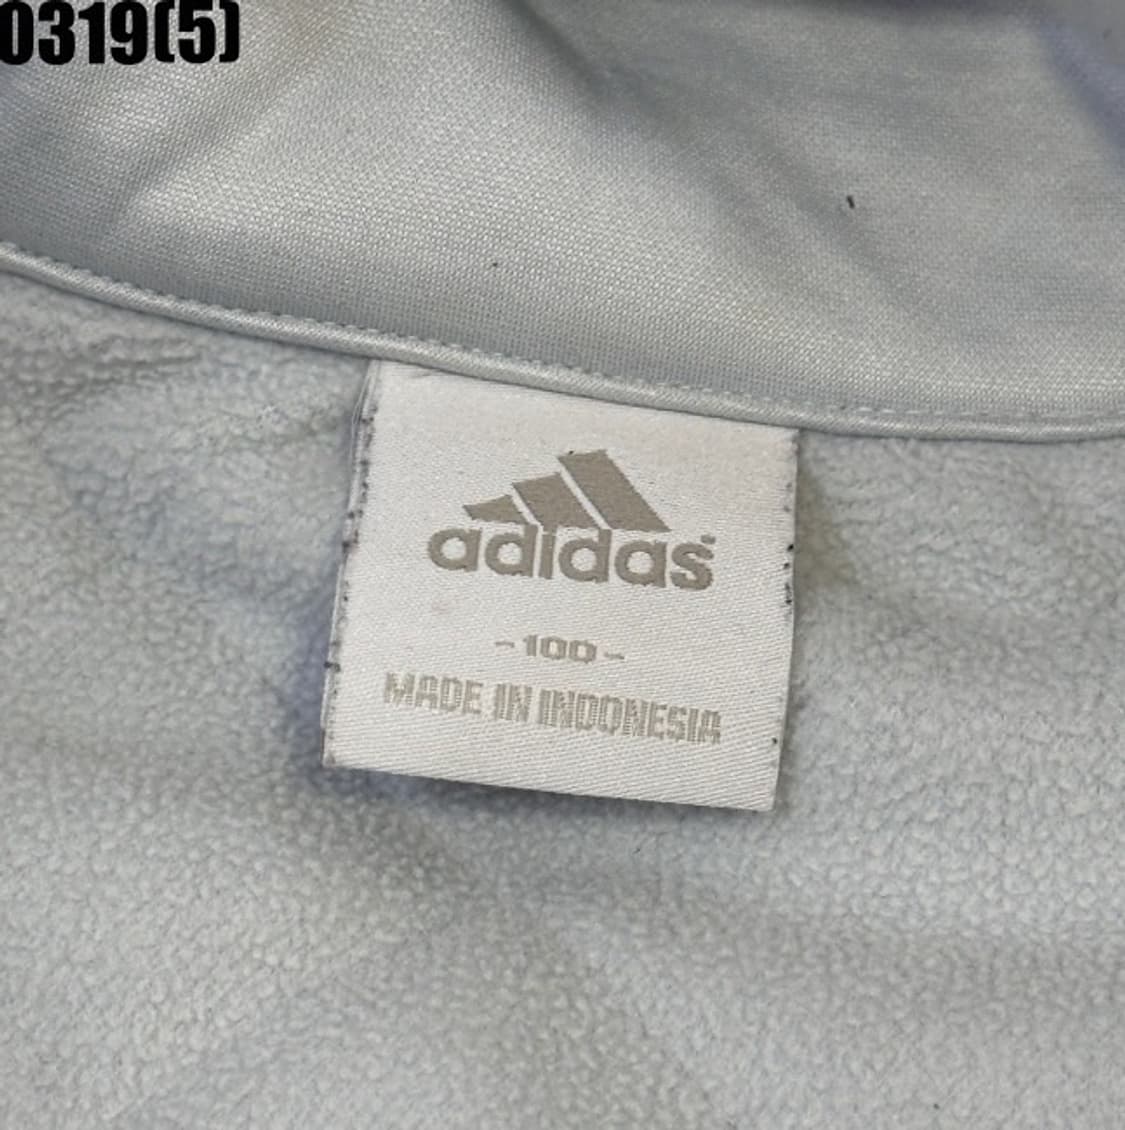 0319(5)
adidas
-100-
MADE IN INDONESIA